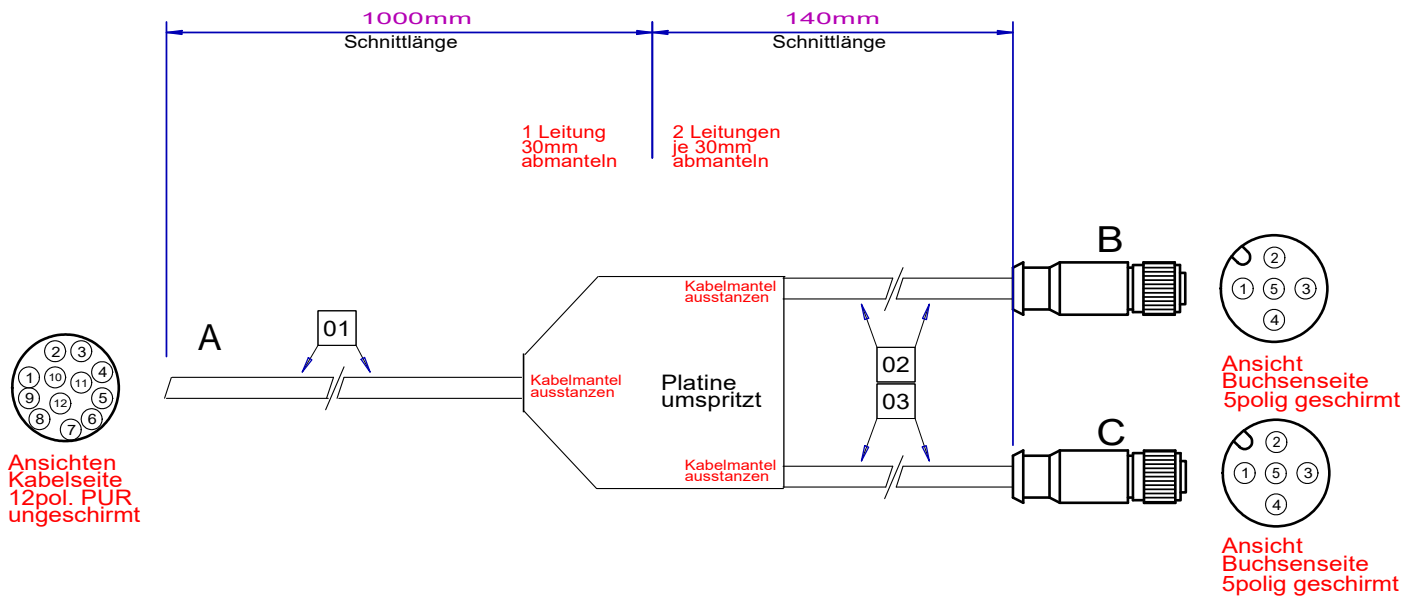 1000mm
Schnittlänge
140mm
Schnittlänge
1 Leitung
30mm
abmanteln
2 Leitungen
je 30mm
abmanteln
A
01
B
C
02
03
Kabelmantel
ausstanzen
Kabelmantel
ausstanzen
Kabelmantel
ausstanzen
Platine
umspritzt
2 3
1 10 11 4
9 12 5
8 7 6
Ansichten
Kabelseite
12pol. PUR
ungeschirmt
2
1 5 3
4
Ansicht
Buchsenseite
5polig geschirmt
2
1 5 3
4
Ansicht
Buchsenseite
5polig geschirmt